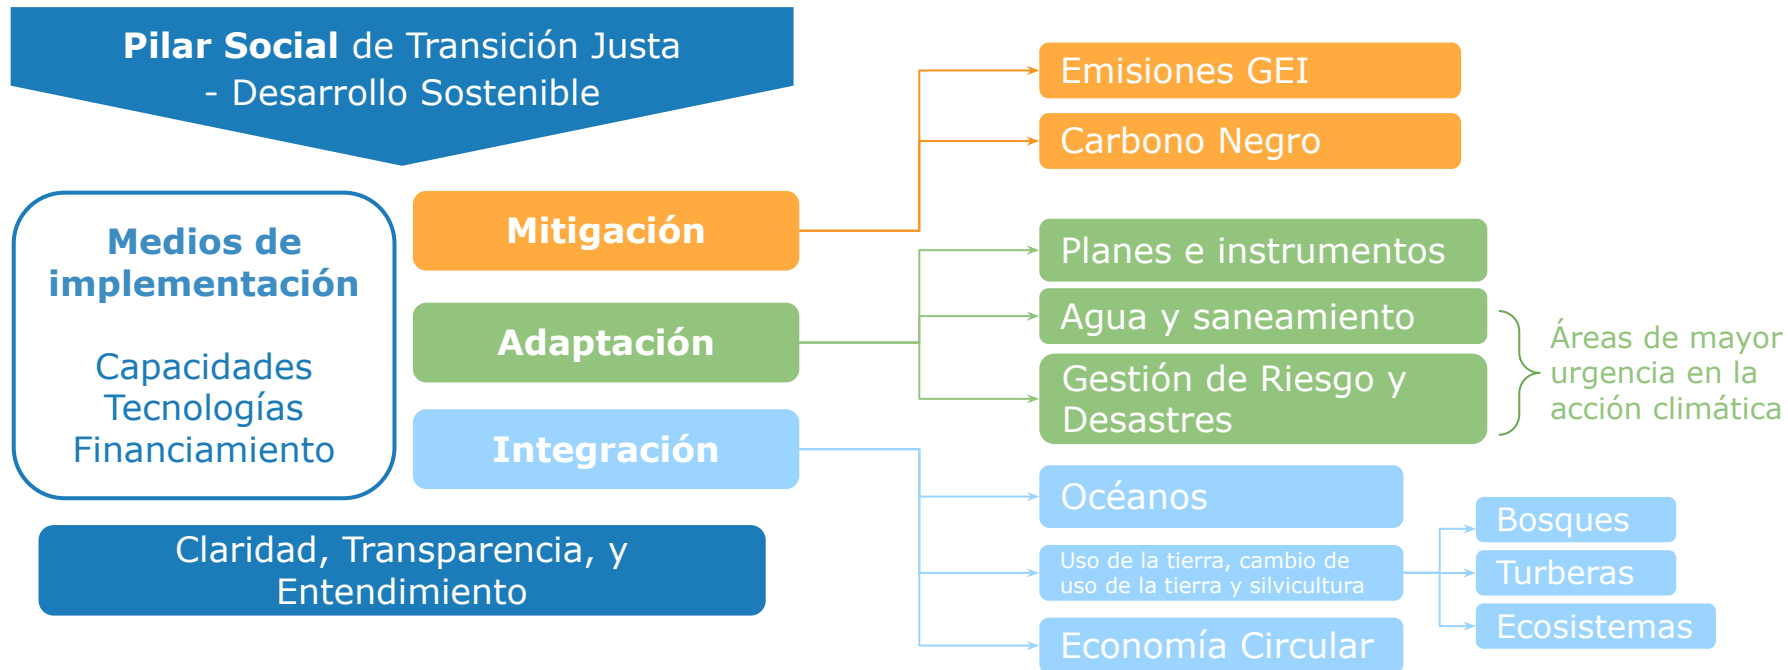 Pilar Social de Transición Justa
- Desarrollo Sostenible
Medios de
implementación
Capacidades
Tecnologías
Financiamiento
Mitigación
Adaptación
Integración
Claridad, Transparencia, y
Entendimiento
Emisiones GEI
Carbono Negro
Planes e instrumentos
Agua y saneamiento
Gestión de Riesgo y
Desastres
Áreas de mayor
urgencia en la
acción climática
Océanos
Uso de la tierra, cambio de
uso de la tierra y silvicultura
Economía Circular
Bosques
Turberas
Ecosistemas